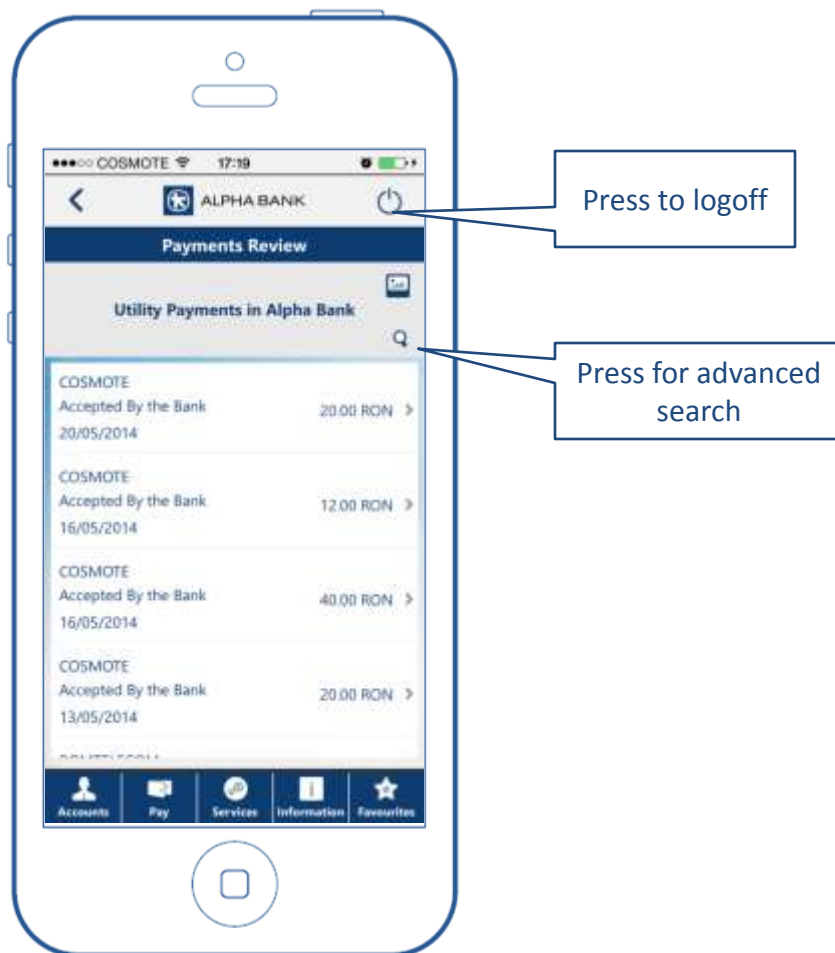 COSMOTE 17:19
ALPHA BANK
Press to logoff
Payments Review
Utility Payments in Alpha Bank
Press for advanced
search
COSMOTE
Accepted By the Bank 20.00 RON
20/05/2014
COSMOTE
Accepted By the Bank 12.00 RON
16/05/2014
COSMOTE
Accepted By the Bank 40.00 RON
16/05/2014
COSMOTE
Accepted By the Bank 20.00 RON
13/05/2014
Accounts Pay Services Information Favourites